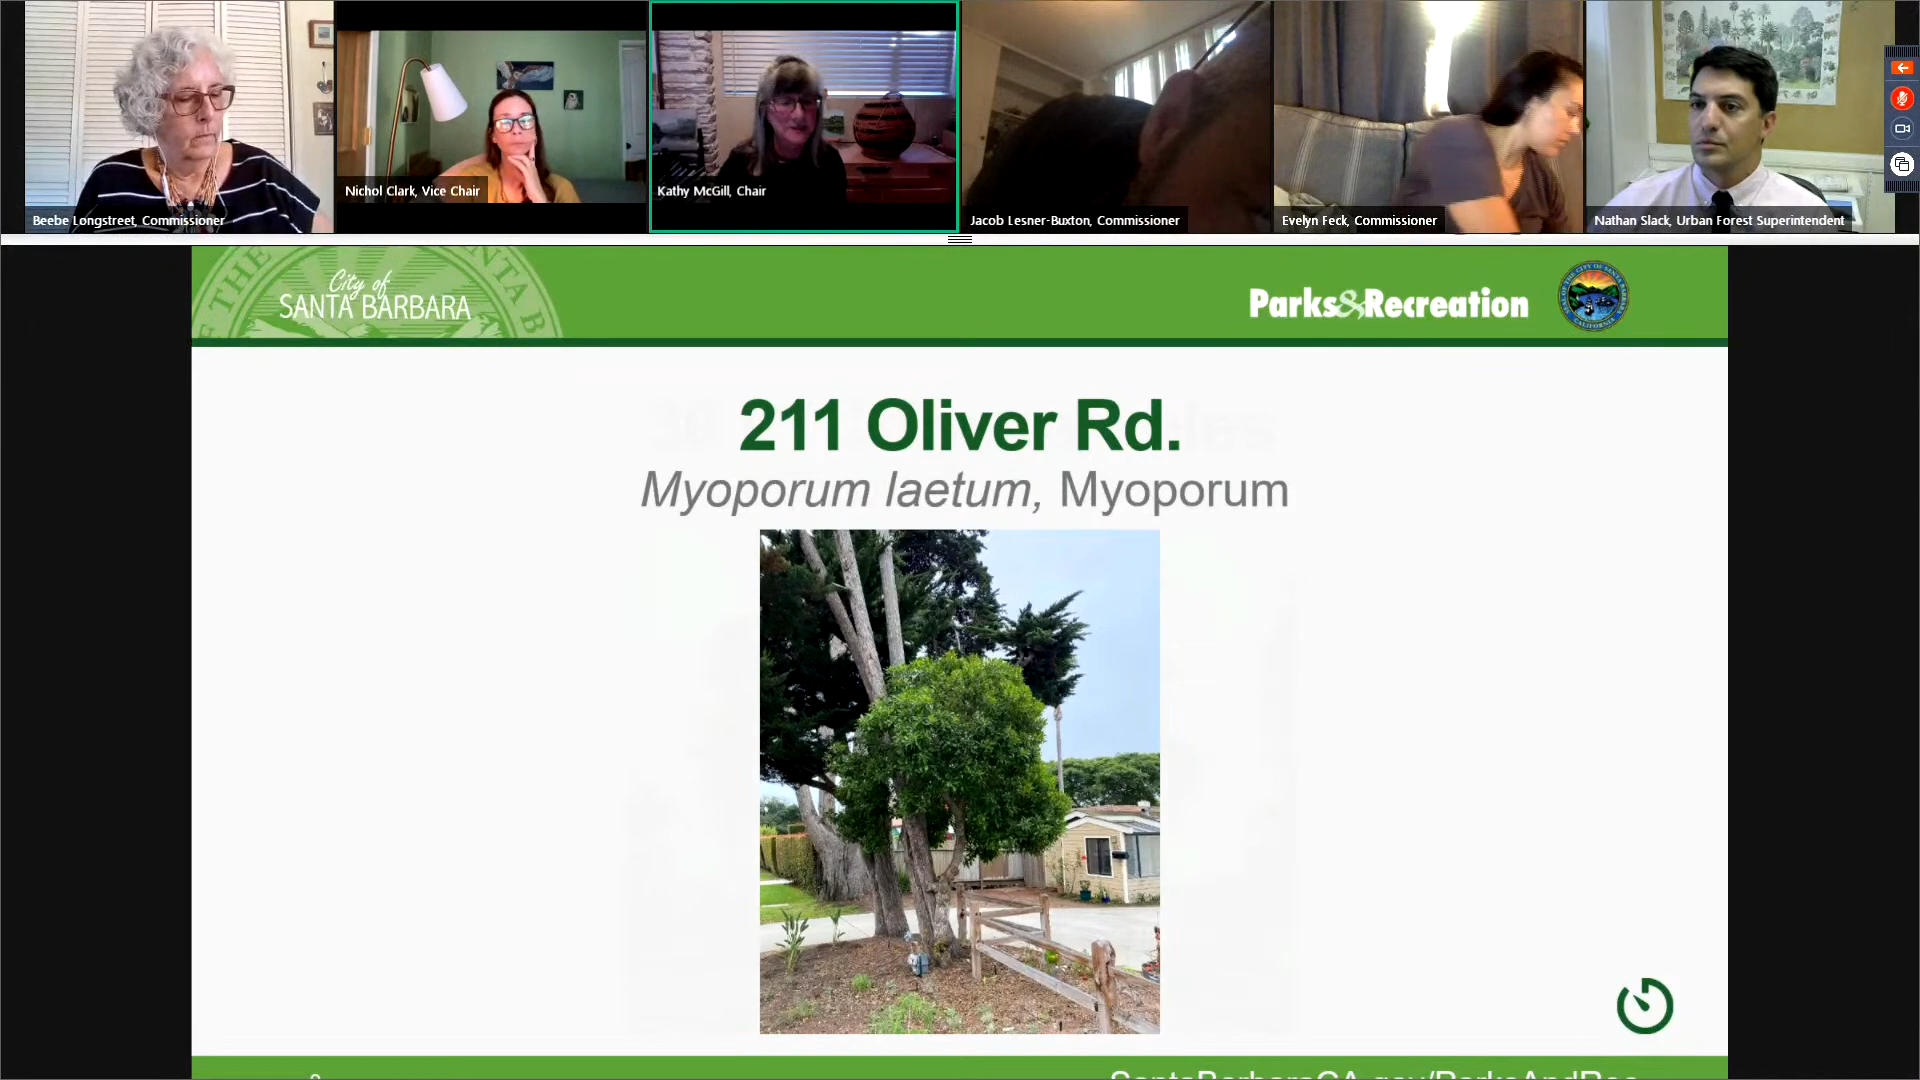 Beebe Longstreet, Commissioner
Nichol Clark, Vice Chair
Kathy McGill, Chair
Jacob Lesner-Buxton, Commissioner
Evelyn Feck, Commissioner
Nathan Slack, Urban Forest Superintendent
City of
SANTA BARBARA
Parks&Recreation
211 Oliver Rd.
Myoporum laetum, Myoporum
SantaBarbaraCA.gov/ParksAndRec